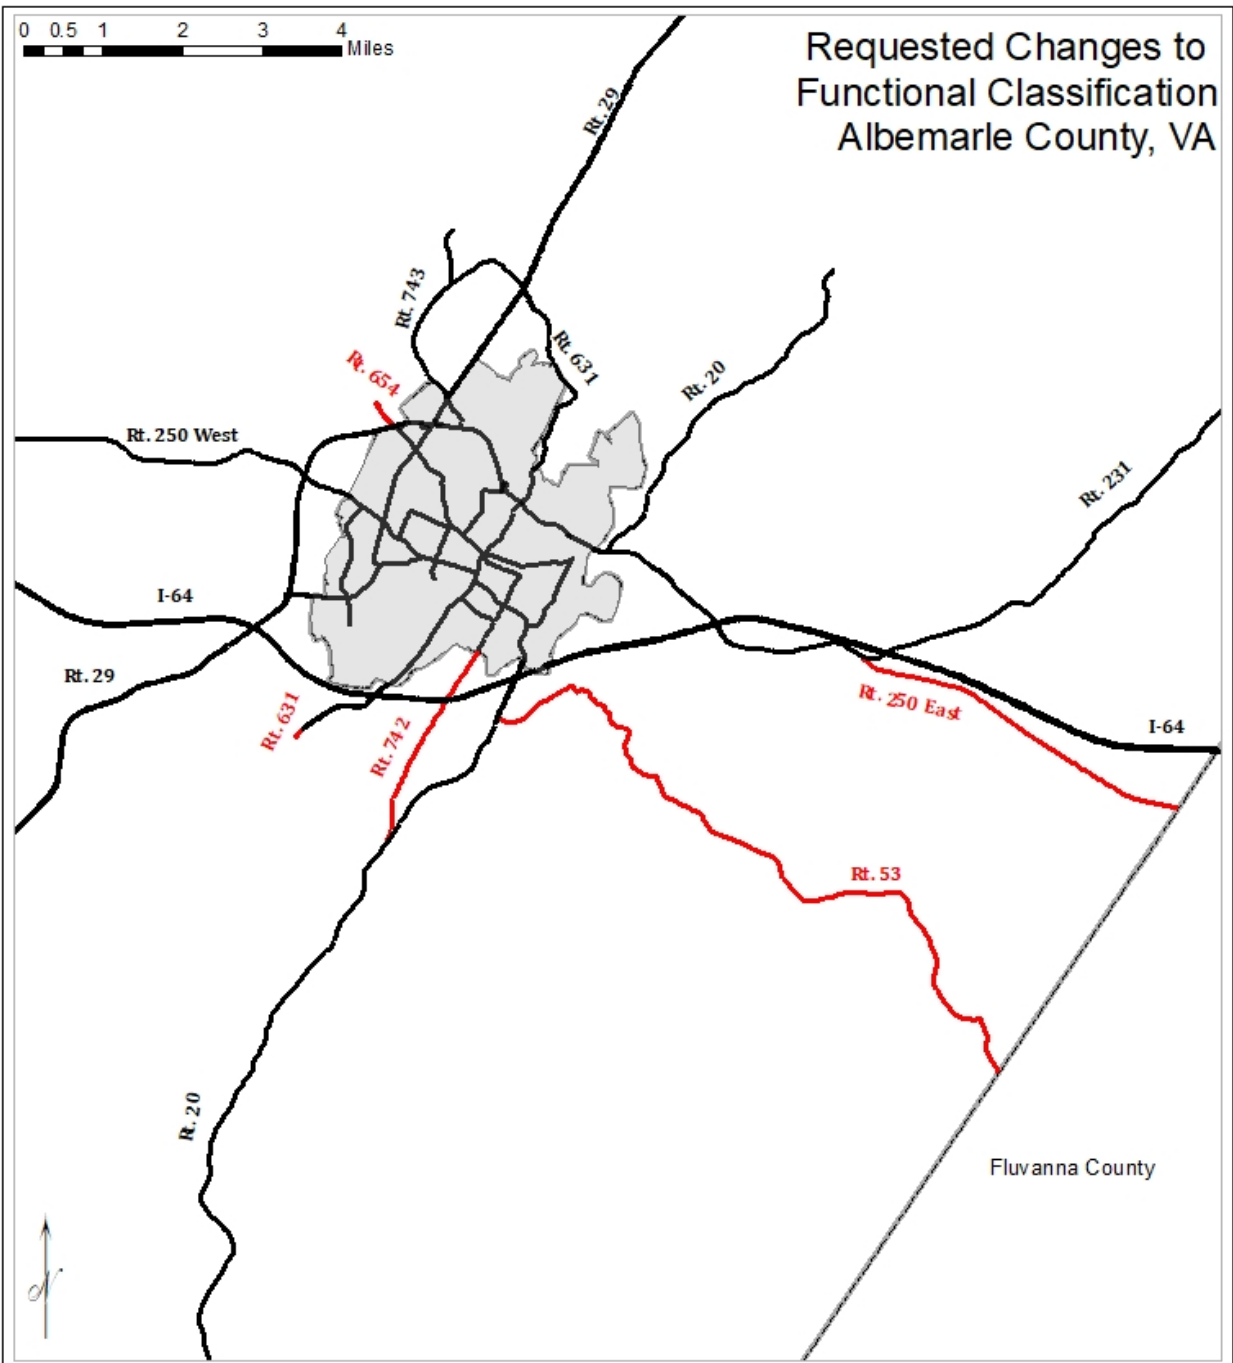 0 0.5 1 2 3 4
Miles
Requested Changes to
Functional Classification
Albemarle County, VA
Rt. 29
Rt. 743
Rt. 631
Rt. 654
Rt. 20
Rt. 250 West
Rt. 231
I-64
Rt. 29
Rt. 631
Rt. 742
Rt. 250 East
I-64
Rt. 53
Rt. 20
Fluvanna County
N